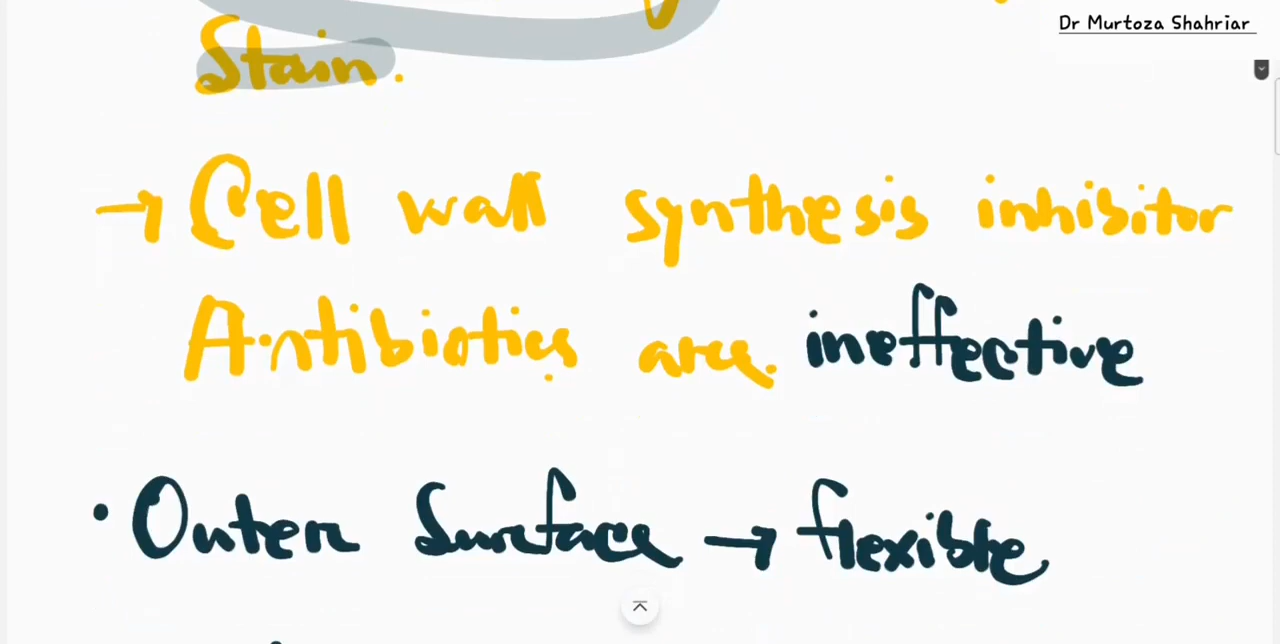 Dr Murtoza Shahriar
Stain.
→ Cell wall synthesis inhibitor
Antibiotics are ineffective
• Outer Surface → flexible